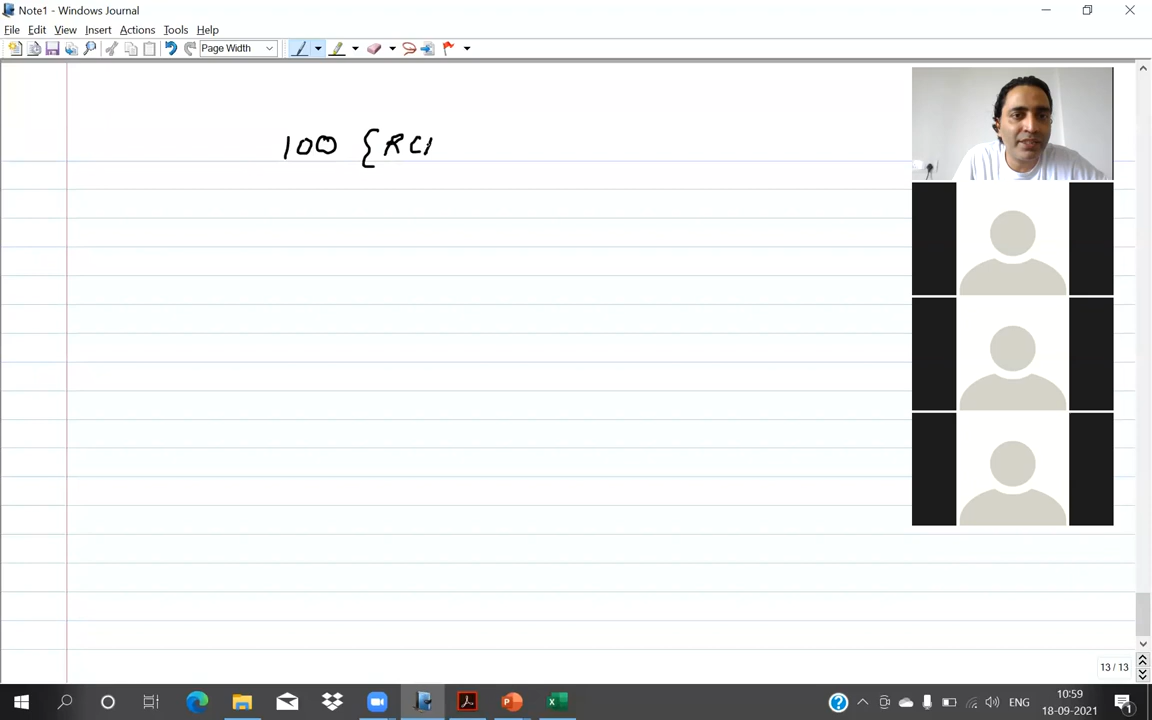 Note1 - Windows Journal
File Edit View Insert Actions Tools Help
Page Width
100 {RCI
13 / 13
ENG
10:59
18-09-2021
1